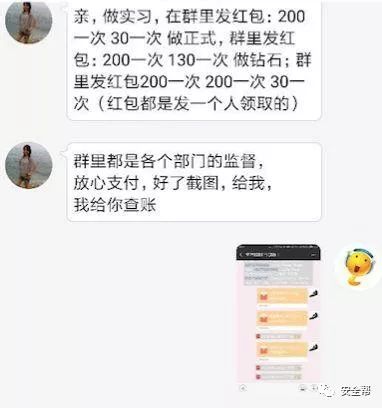 亲，做实习，在群里发红包：200
一次 30一次 做正式，群里发红
包：200一次 130一次 做钻石；群
里发红包200一次 200一次 30一
次（红包都是发一个人领取的）
群里都是各个部门的监督，
放心支付，好了截图，给我，
我给你查账
安全帮